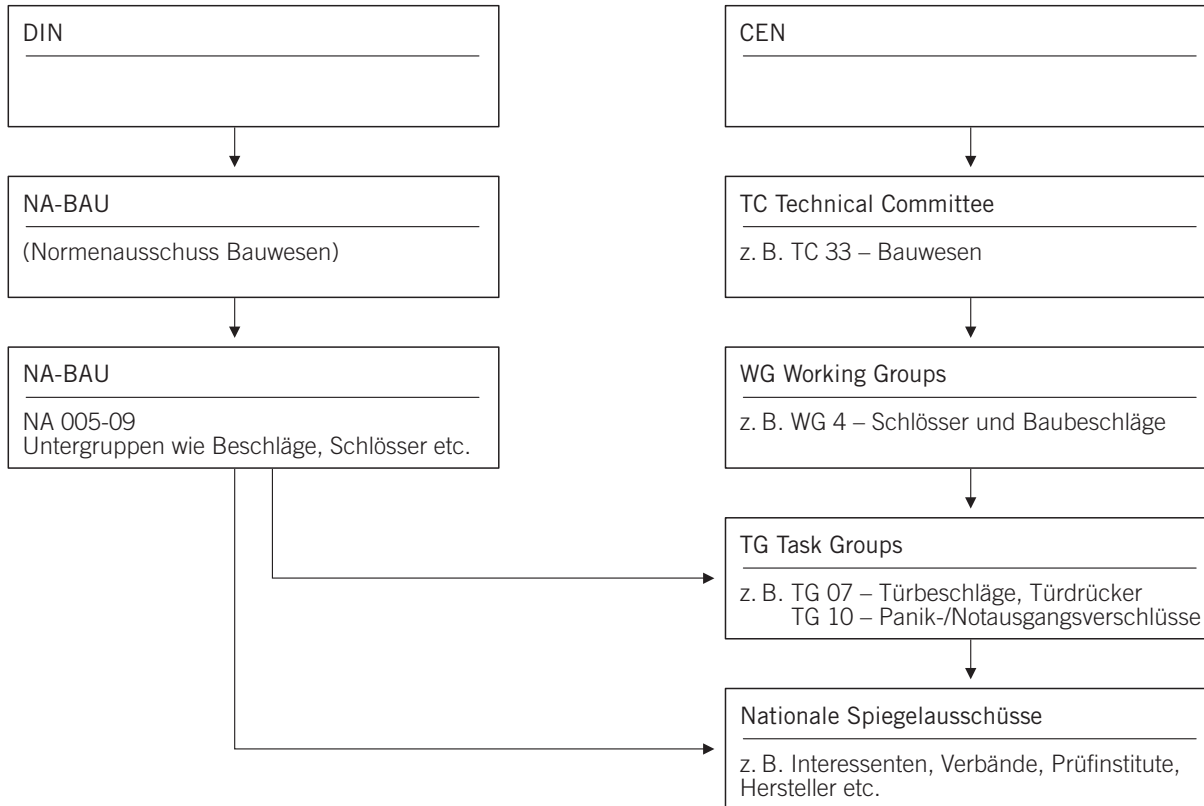 DIN
NA-BAU
(Normenausschuss Bauwesen)
NA-BAU
NA 005-09
Untergruppen wie Beschläge, Schlösser etc.
CEN
TC Technical Committee
z. B. TC 33 – Bauwesen
WG Working Groups
z. B. WG 4 – Schlösser und Baubeschläge
TG Task Groups
z. B. TG 07 – Türbeschläge, Türdrücker
TG 10 – Panik-/Notausgangsverschlüsse
Nationale Spiegelausschüsse
z. B. Interessenten, Verbände, Prüfinstitute,
Hersteller etc.